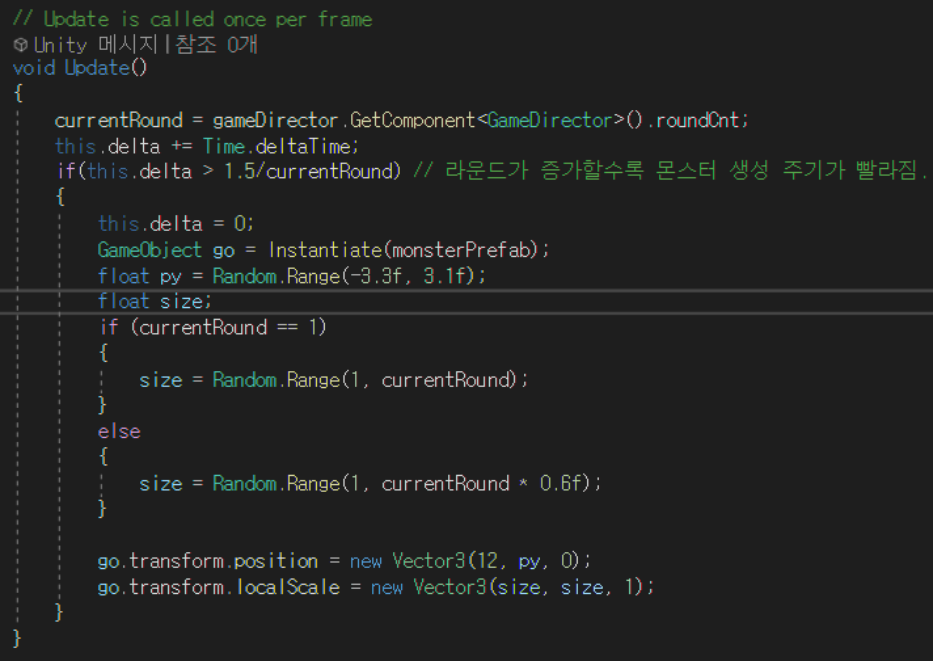 // Update is called once per frame
Unity 메시지|참조 0개
void Update()
{
currentRound = gameDirector.GetComponent<GameDirector>().roundCnt;
this.delta += Time.deltaTime;
if(this.delta > 1.5/currentRound) // 라운드가 증가할수록 몬스터 생성 주기가 빨라짐.
{
this.delta = 0;
GameObject go = Instantiate(monsterPrefab);
float py = Random.Range(-3.3f, 3.1f);
float size;
if (currentRound == 1)
{
size = Random.Range(1, currentRound);
}
else
{
size = Random.Range(1, currentRound * 0.6f);
}
go.transform.position = new Vector3(12, py, 0);
go.transform.localScale = new Vector3(size, size, 1);
}
}